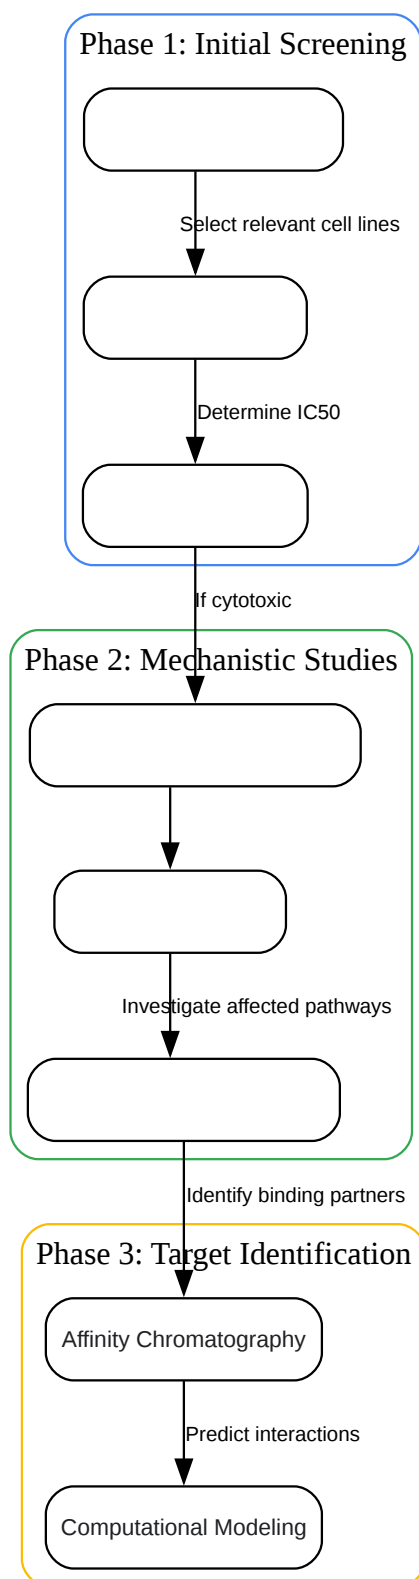 Phase 1: Initial Screening
Select relevant cell lines
Determine IC50
If cytotoxic
Phase 2: Mechanistic Studies
Investigate affected pathways
Identify binding partners
Phase 3: Target Identification
Affinity Chromatography
Predict interactions
Computational Modeling